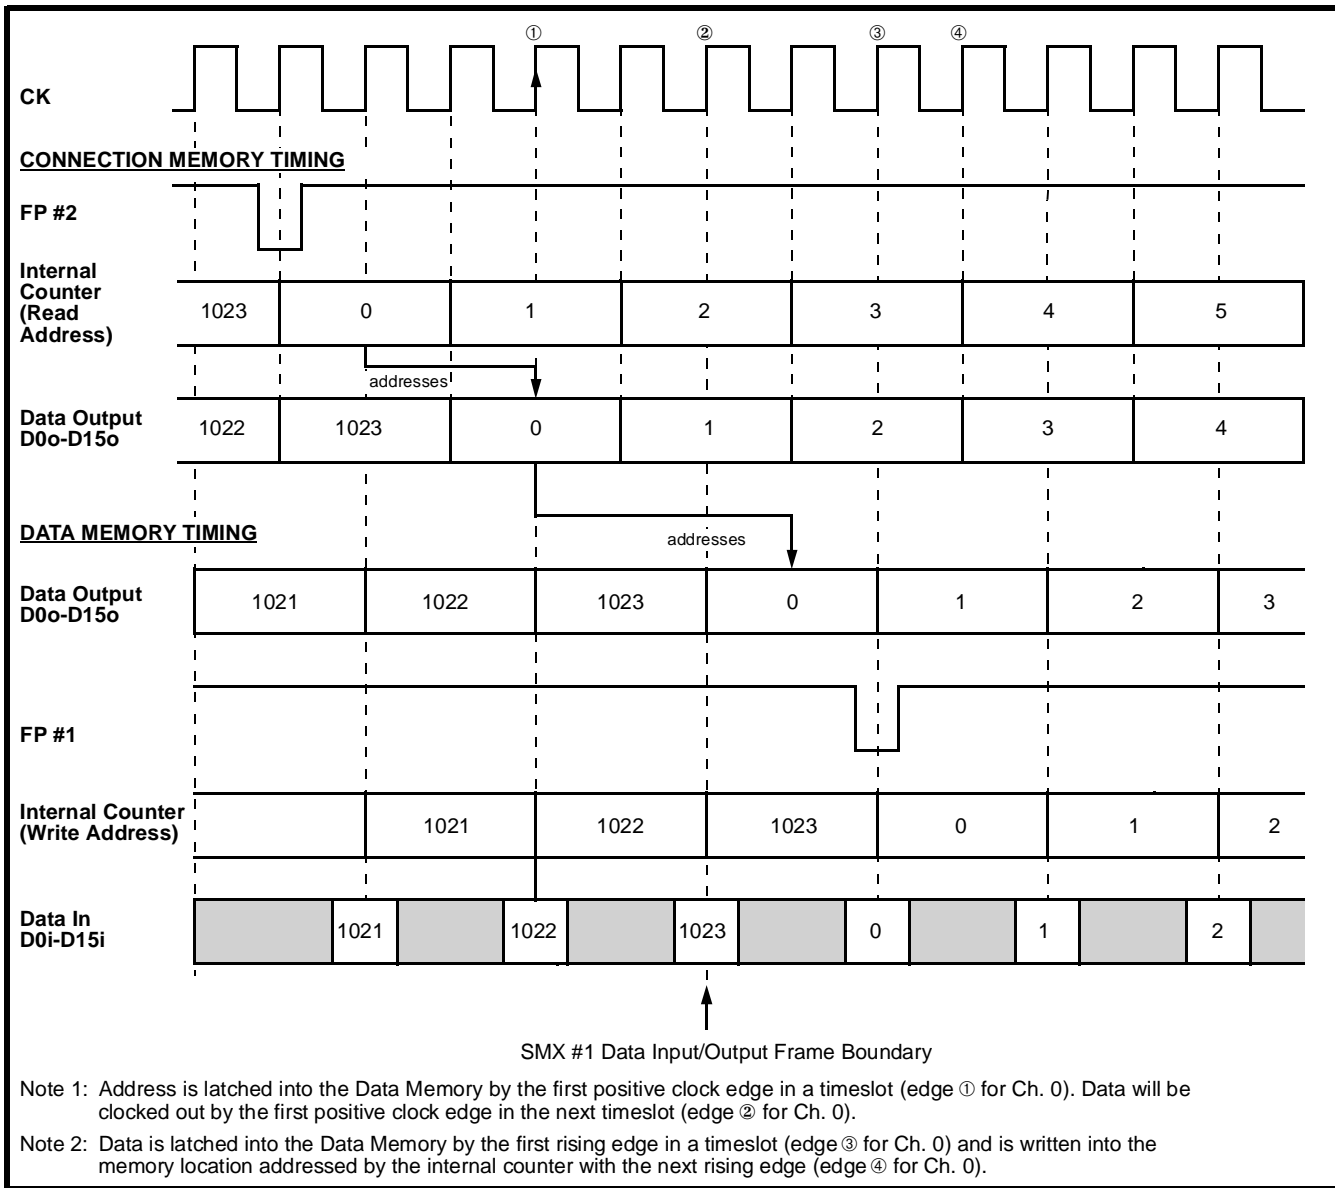 ① ② ③ ④
CK
CONNECTION MEMORY TIMING
FP #2
Internal
Counter
(Read
Address)
1023 0 1 2 3 4 5
addresses
Data Output
D0o-D15o
1022 1023 0 1 2 3 4
DATA MEMORY TIMING
addresses
Data Output
D0o-D15o
1021 1022 1023 0 1 2 3
FP #1
Internal Counter
(Write Address)
1021 1022 1023 0 1 2
Data In
D0i-D15i
1021 1022 1023 0 1 2
SMX #1 Data Input/Output Frame Boundary
Note 1: Address is latched into the Data Memory by the first positive clock edge in a timeslot (edge ① for Ch. 0). Data will be
clocked out by the first positive clock edge in the next timeslot (edge ② for Ch. 0).
Note 2: Data is latched into the Data Memory by the first rising edge in a timeslot (edge ③ for Ch. 0) and is written into the
memory location addressed by the internal counter with the next rising edge (edge ④ for Ch. 0).